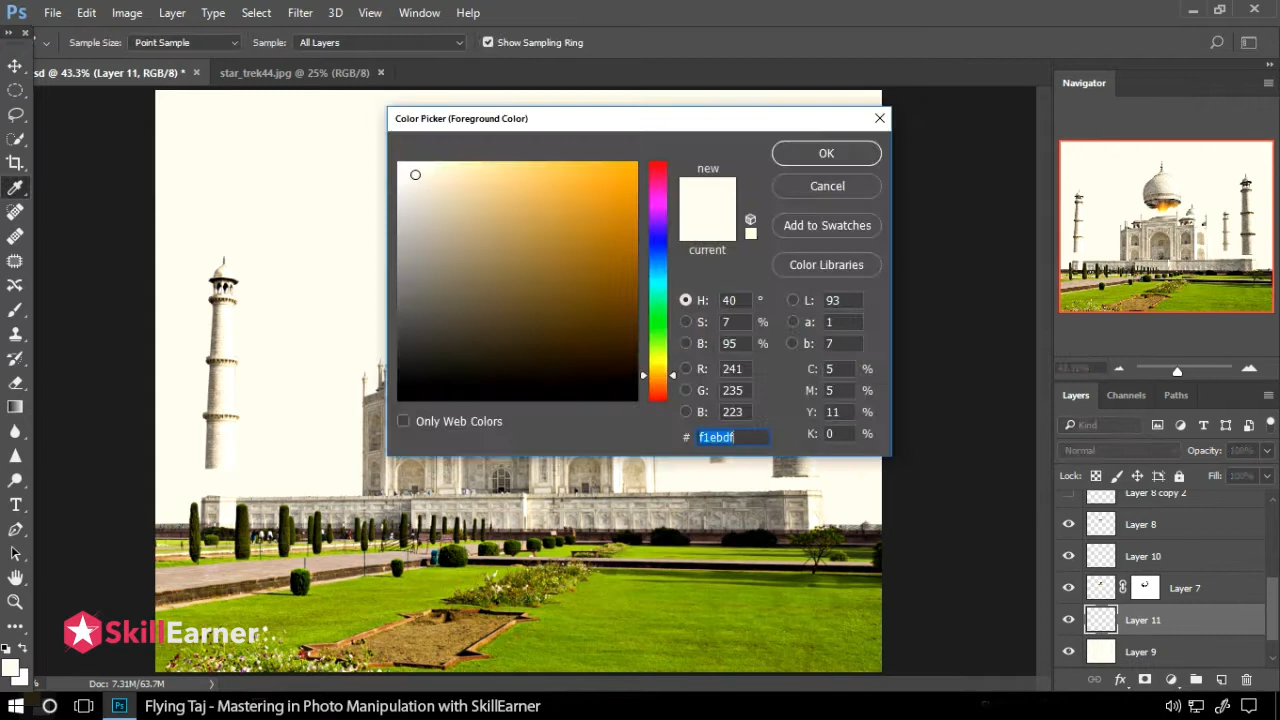 Ps File Edit Image Layer Type Select Filter 3D View Window Help
Sample Size: Point Sample Sample: All Layers Show Sampling Ring
sd @ 43.3% (Layer 11, RGB/8) * × star_trek44.jpg @ 25% (RGB/8) ×
Navigator
Color Picker (Foreground Color)
new
current
OK
Cancel
Add to Swatches
Color Libraries
H: 40 ° L: 93
S: 7 % a: 1
B: 95 % b: 7
R: 241 C: 5 %
G: 235 M: 5 %
B: 223 Y: 11 %
# f1ebdf K: 0 %
Only Web Colors
43.31%
Layers Channels Paths
Kind
Normal Opacity: 100%
Lock: Fill: 100%
Layer 8 copy 2
Layer 8
Layer 10
Layer 7
Layer 11
Layer 9
SkillEarner
Doc: 7.31M/63.7M
Ps Flying Taj - Mastering in Photo Manipulation with SkillEarner